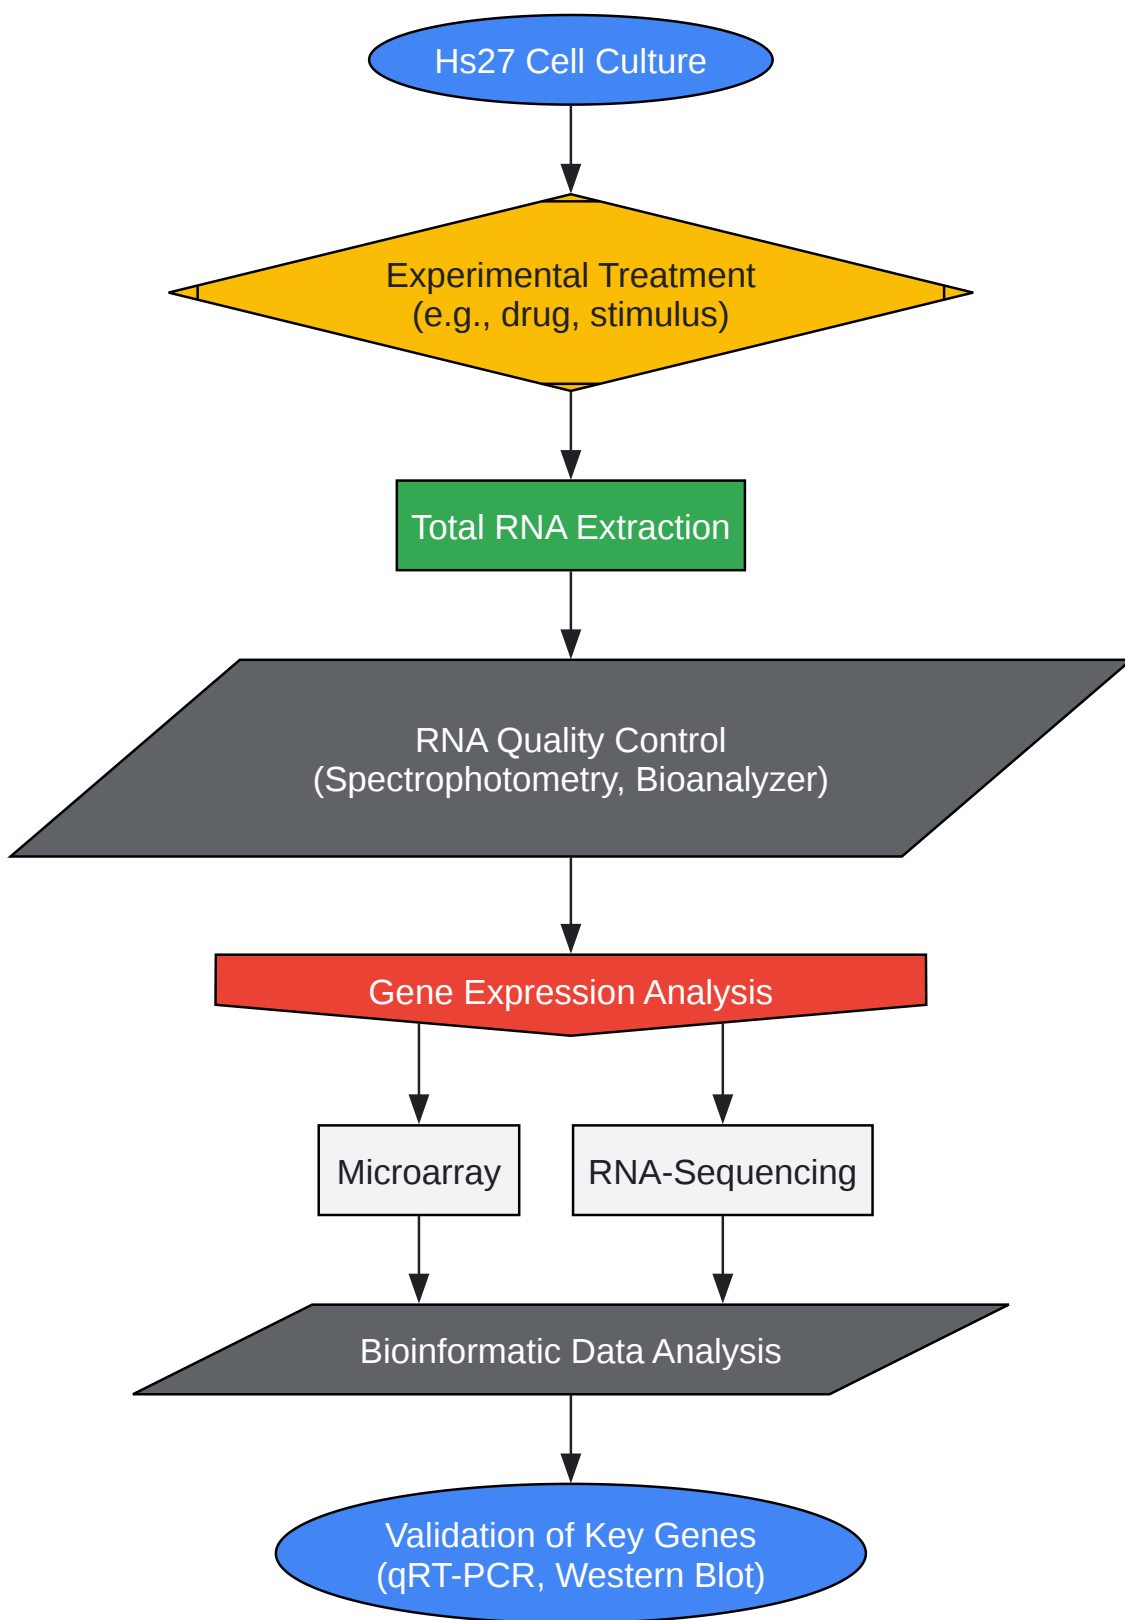 Hs27 Cell Culture
Experimental Treatment
(e.g., drug, stimulus)
Total RNA Extraction
RNA Quality Control
(Spectrophotometry, Bioanalyzer)
Gene Expression Analysis
Microarray
RNA-Sequencing
Bioinformatic Data Analysis
Validation of Key Genes
(qRT-PCR, Western Blot)